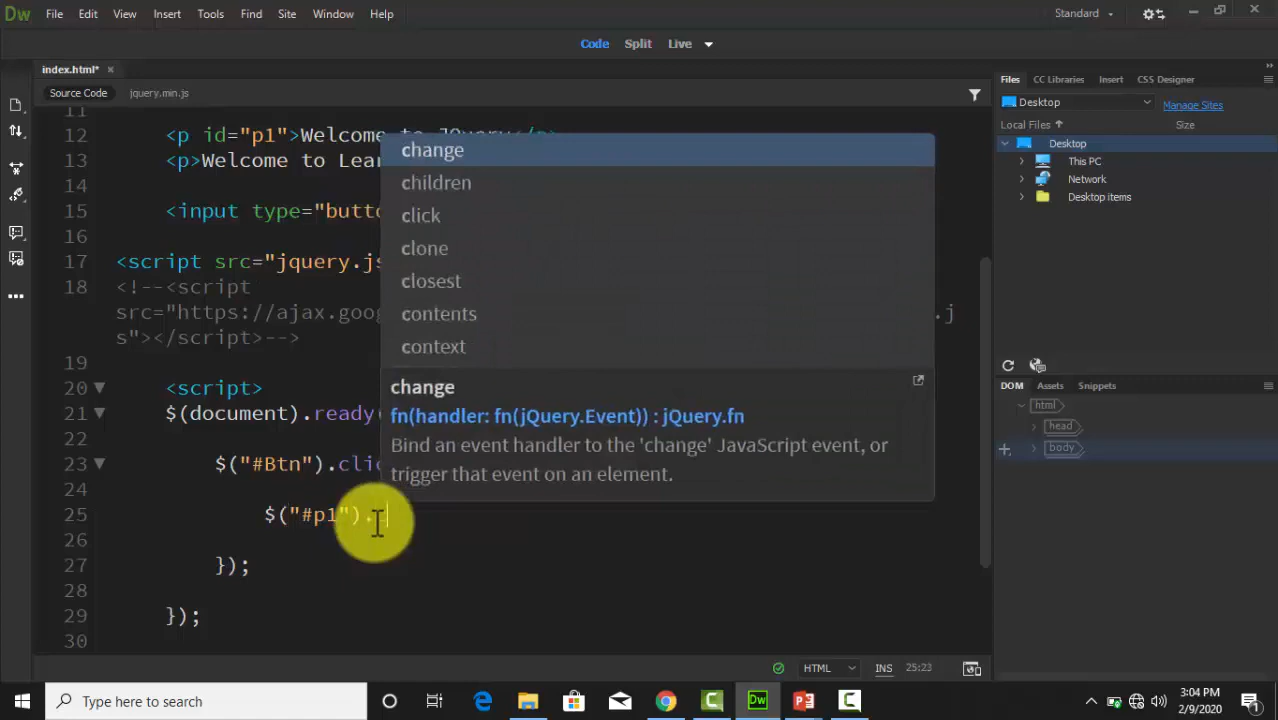 Dw File Edit View Insert Tools Find Site Window Help Standard
Code Split Live
index.html*
Source Code jquery.min.js
11
12 <p id="p1">Welcome to JQuery</p>
13 <p>Welcome to Lear
14
15 <input type="butto
16
17 <script src="jquery.js
18 <!--<script
src="https://ajax.goog .j
s"></script>-->
19
20 <script>
21 $(document).ready(
22
23 $("#Btn").clic
24
25 $("#p1").
26
27 });
28
29 });
30
change
children
click
clone
closest
contents
context
change
fn(handler: fn(jQuery.Event)) : jQuery.fn
Bind an event handler to the 'change' JavaScript event, or
trigger that event on an element.
HTML INS 25:23
Files CC Libraries Insert CSS Designer
Desktop Manage Sites
Local Files Size
Desktop
This PC
Network
Desktop items
DOM Assets Snippets
html
head
body
Type here to search
Dw
3:04 PM
2/9/2020
1